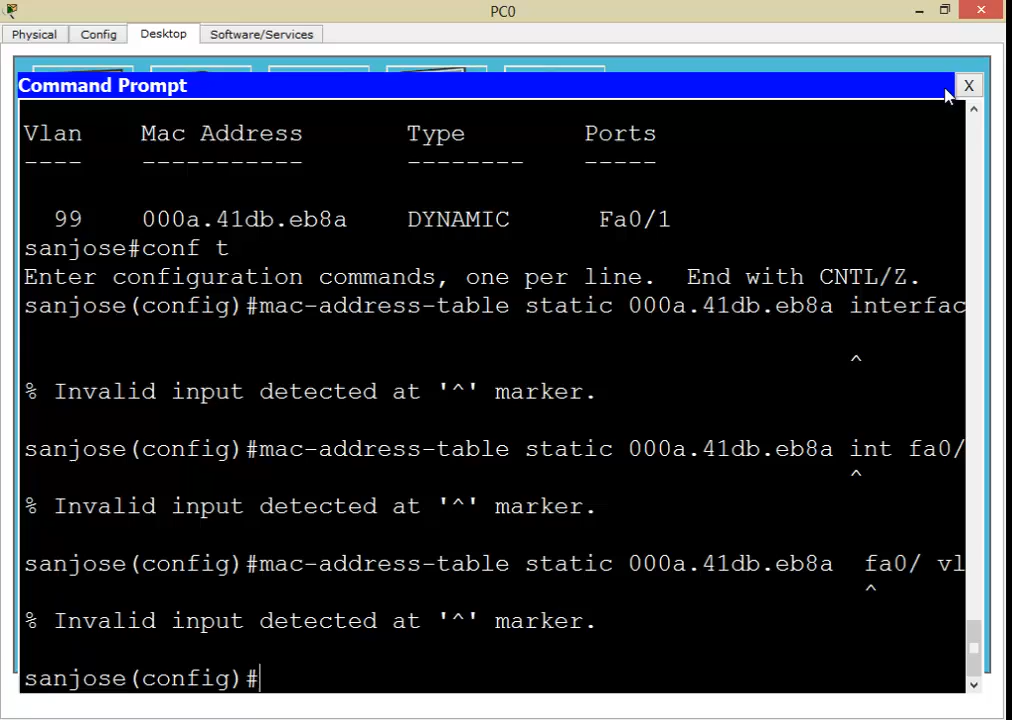 PC0
Physical Config Desktop Software/Services
Command Prompt X
Vlan Mac Address Type Ports
---- ----------- -------- -----
99 000a.41db.eb8a DYNAMIC Fa0/1
sanjose#conf t
Enter configuration commands, one per line. End with CNTL/Z.
sanjose(config)#mac-address-table static 000a.41db.eb8a interfac
^
% Invalid input detected at '^' marker.
sanjose(config)#mac-address-table static 000a.41db.eb8a int fa0/
^
% Invalid input detected at '^' marker.
sanjose(config)#mac-address-table static 000a.41db.eb8a fa0/ vl
^
% Invalid input detected at '^' marker.
sanjose(config)#